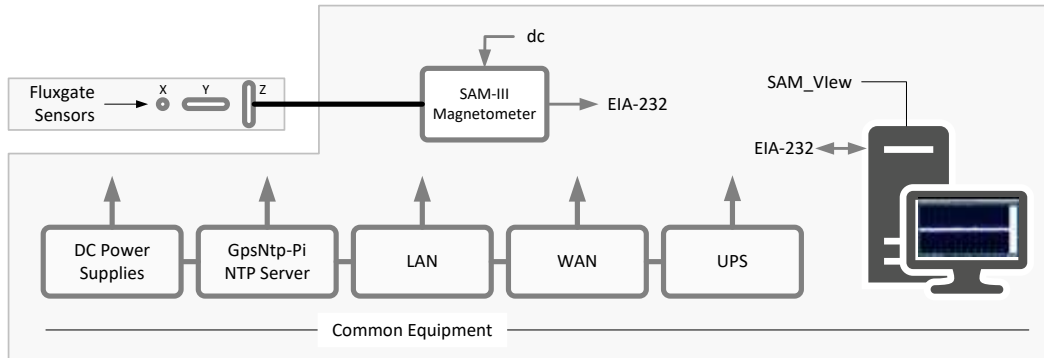 dc
Fluxgate
Sensors
X
Y
Z
SAM-III
Magnetometer
EIA-232
SAM_VIew
EIA-232
DC Power
Supplies
GpsNtp-Pi
NTP Server
LAN
WAN
UPS
Common Equipment